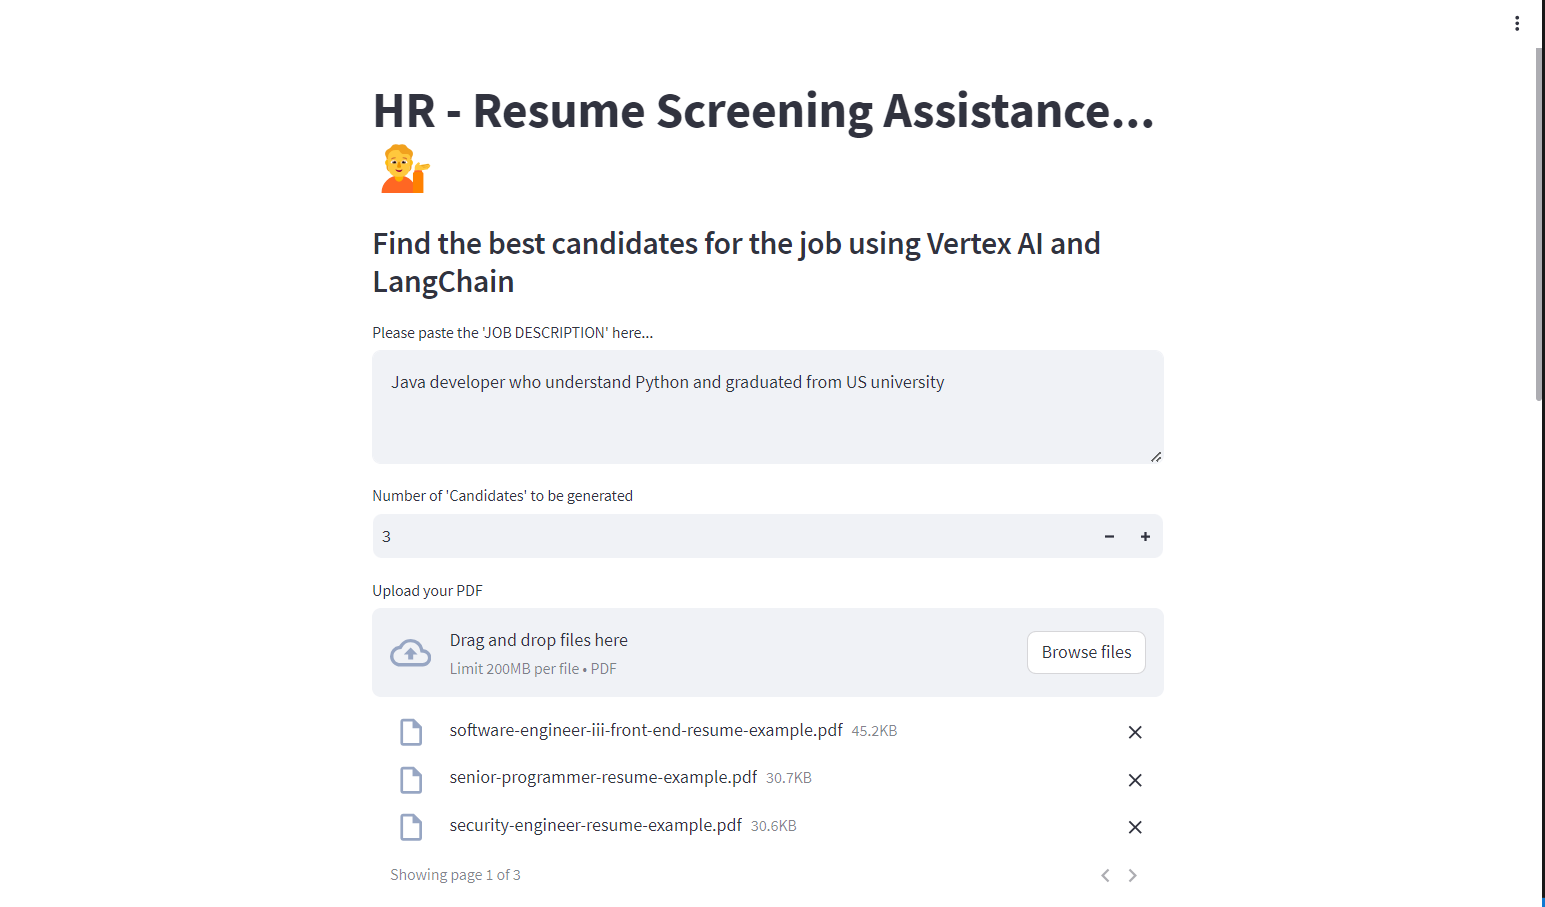 HR - Resume Screening Assistance...
Find the best candidates for the job using Vertex AI and
LangChain
Please paste the 'JOB DESCRIPTION' here...
Java developer who understand Python and graduated from US university
Number of 'Candidates' to be generated
3
Upload your PDF
Drag and drop files here
Limit 200MB per file • PDF
Browse files
software-engineer-iii-front-end-resume-example.pdf 45.2KB
senior-programmer-resume-example.pdf 30.7KB
security-engineer-resume-example.pdf 30.6KB
Showing page 1 of 3